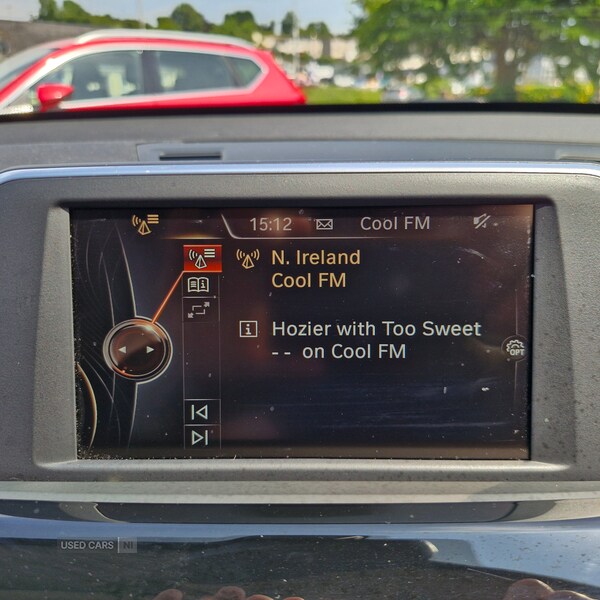 15:12 Cool FM
N. Ireland
Cool FM
Hozier with Too Sweet
-- on Cool FM
OPT
USED CARS NI